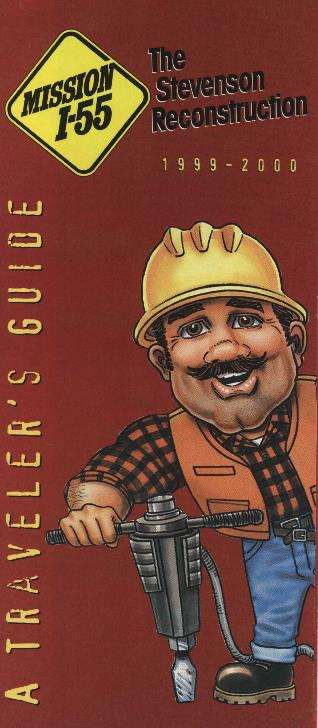 MISSION
I-55
The
Stevenson
Reconstruction
1999-2000
A TRAVELER'S GUIDE